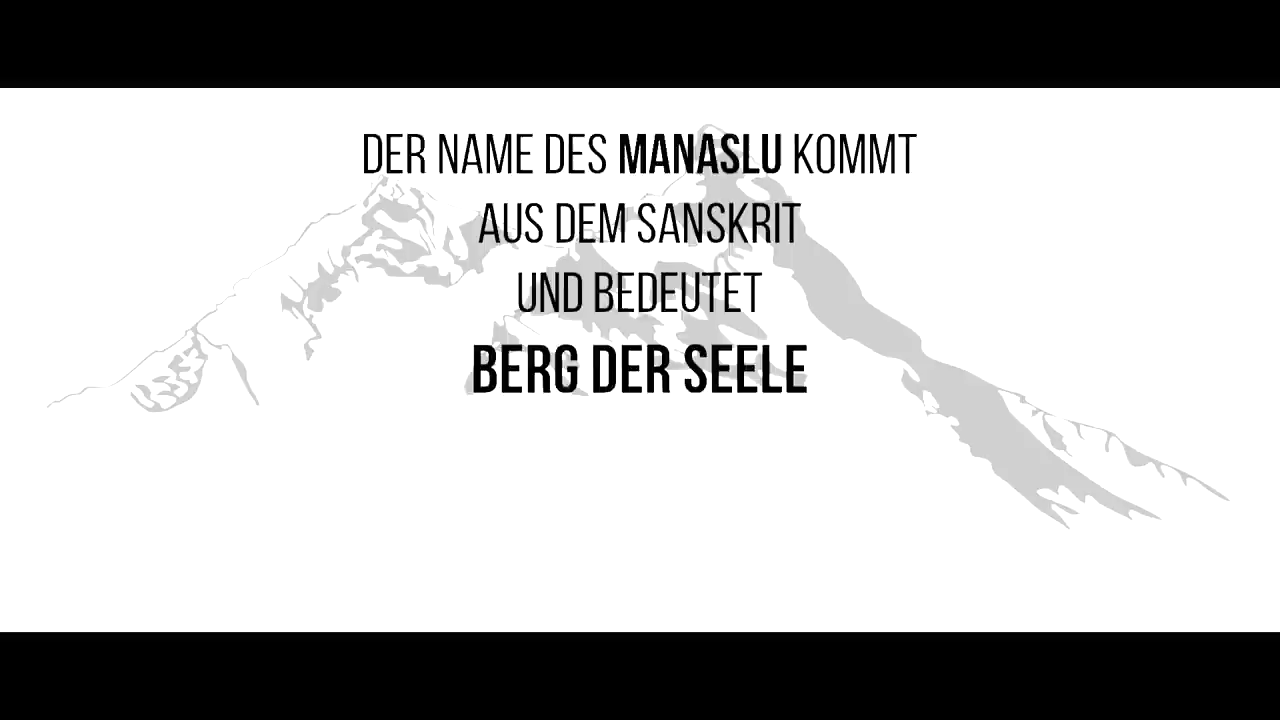 DER NAME DES MANASLU KOMMT
AUS DEM SANSKRIT
UND BEDEUTET
BERG DER SEELE